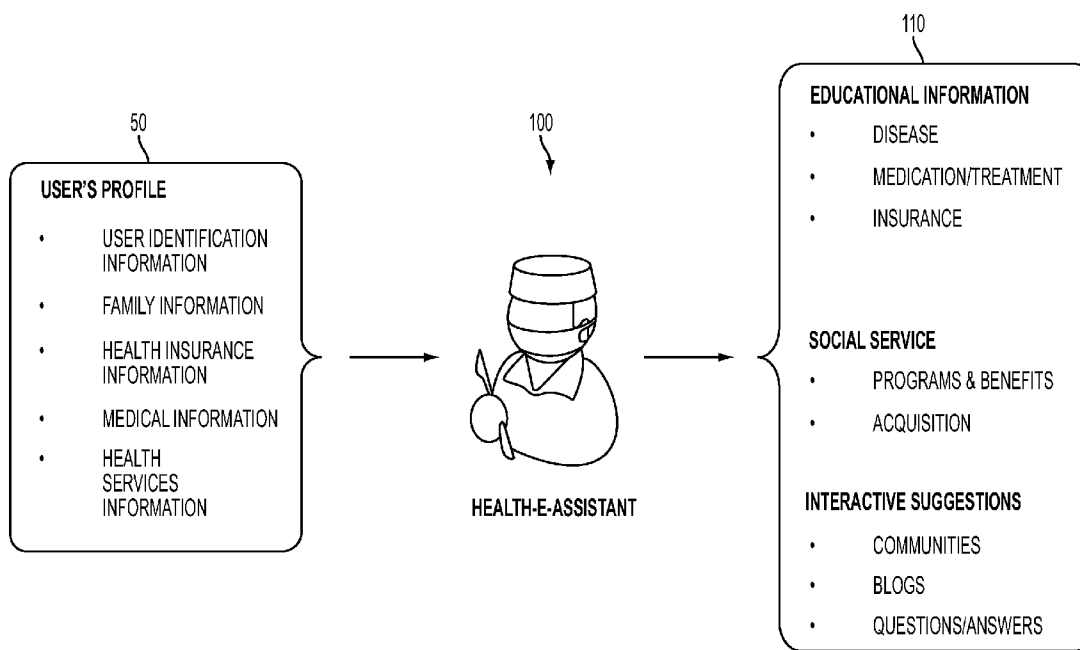 50
USER'S PROFILE
• USER IDENTIFICATION
INFORMATION
• FAMILY INFORMATION
• HEALTH INSURANCE
INFORMATION
• MEDICAL INFORMATION
• HEALTH
SERVICES
INFORMATION
100
HEALTH-E-ASSISTANT
110
EDUCATIONAL INFORMATION
• DISEASE
• MEDICATION/TREATMENT
• INSURANCE
SOCIAL SERVICE
• PROGRAMS & BENEFITS
• ACQUISITION
INTERACTIVE SUGGESTIONS
• COMMUNITIES
• BLOGS
• QUESTIONS/ANSWERS